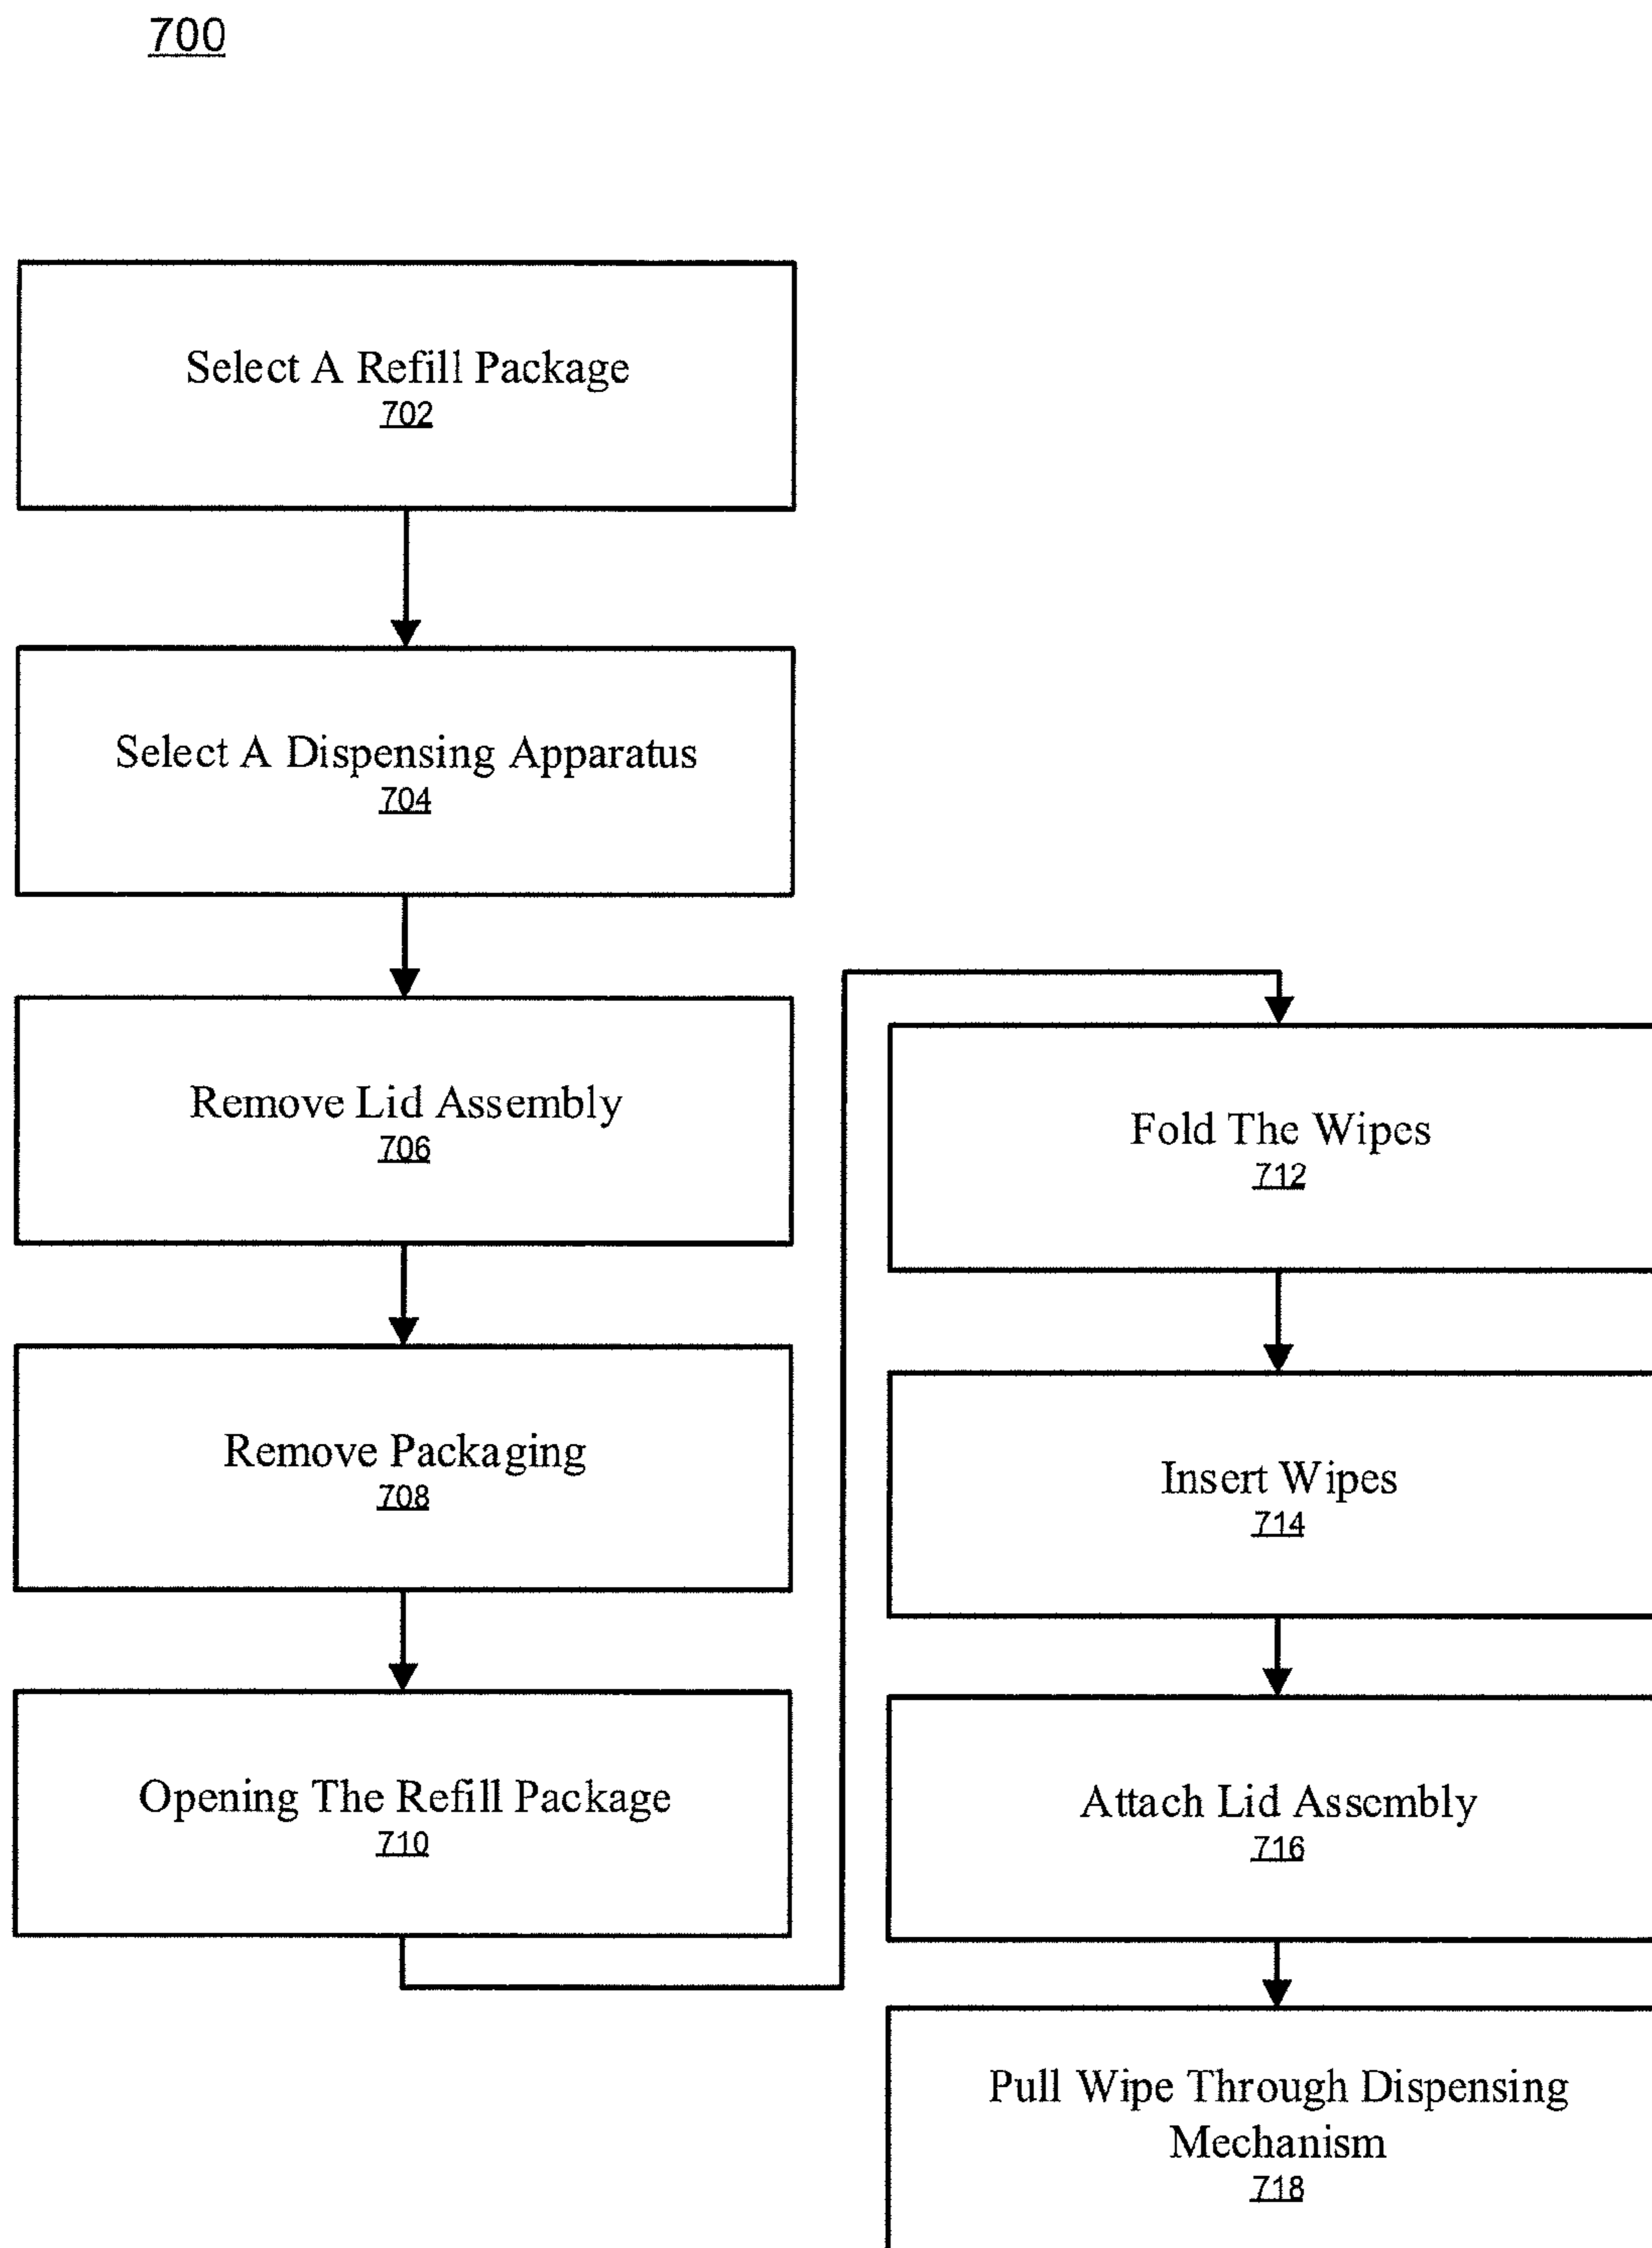 700
Select A Refill Package
702
Select A Dispensing Apparatus
704
Remove Lid Assembly
706
Remove Packaging
708
Opening The Refill Package
710
Fold The Wipes
712
Insert Wipes
714
Attach Lid Assembly
716
Pull Wipe Through Dispensing
Mechanism
718